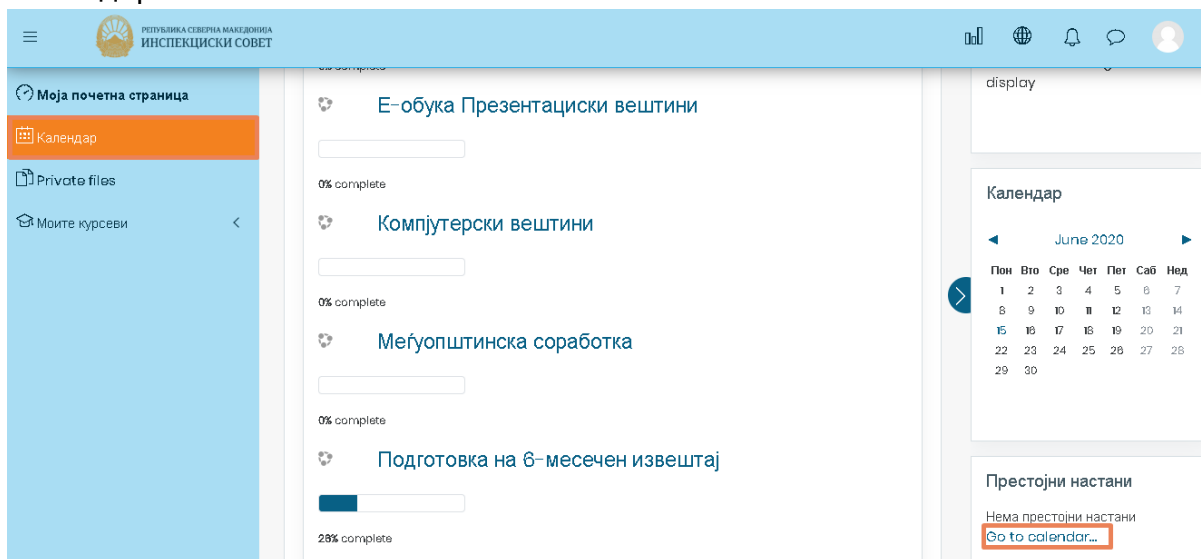 РЕПУБЛИКА СЕВЕРНА МАКЕДОНИЈА
ИНСПЕКЦИСКИ СОВЕТ
Моја почетна страница
Календар
Private files
Моите курсеви
Е-обука Презентациски вештини
0% complete
Компјутерски вештини
0% complete
Меѓуопштинска соработка
0% complete
Подготовка на 6-месечен извештај
28% complete
display
Календар
◄ June 2020 ►
Пон Вто Сре Чет Пет Саб Нед
1 2 3 4 5 6 7
8 9 10 11 12 13 14
15 16 17 18 19 20 21
22 23 24 25 26 27 28
29 30
Престојни настани
Нема престојни настани
Go to calendar...